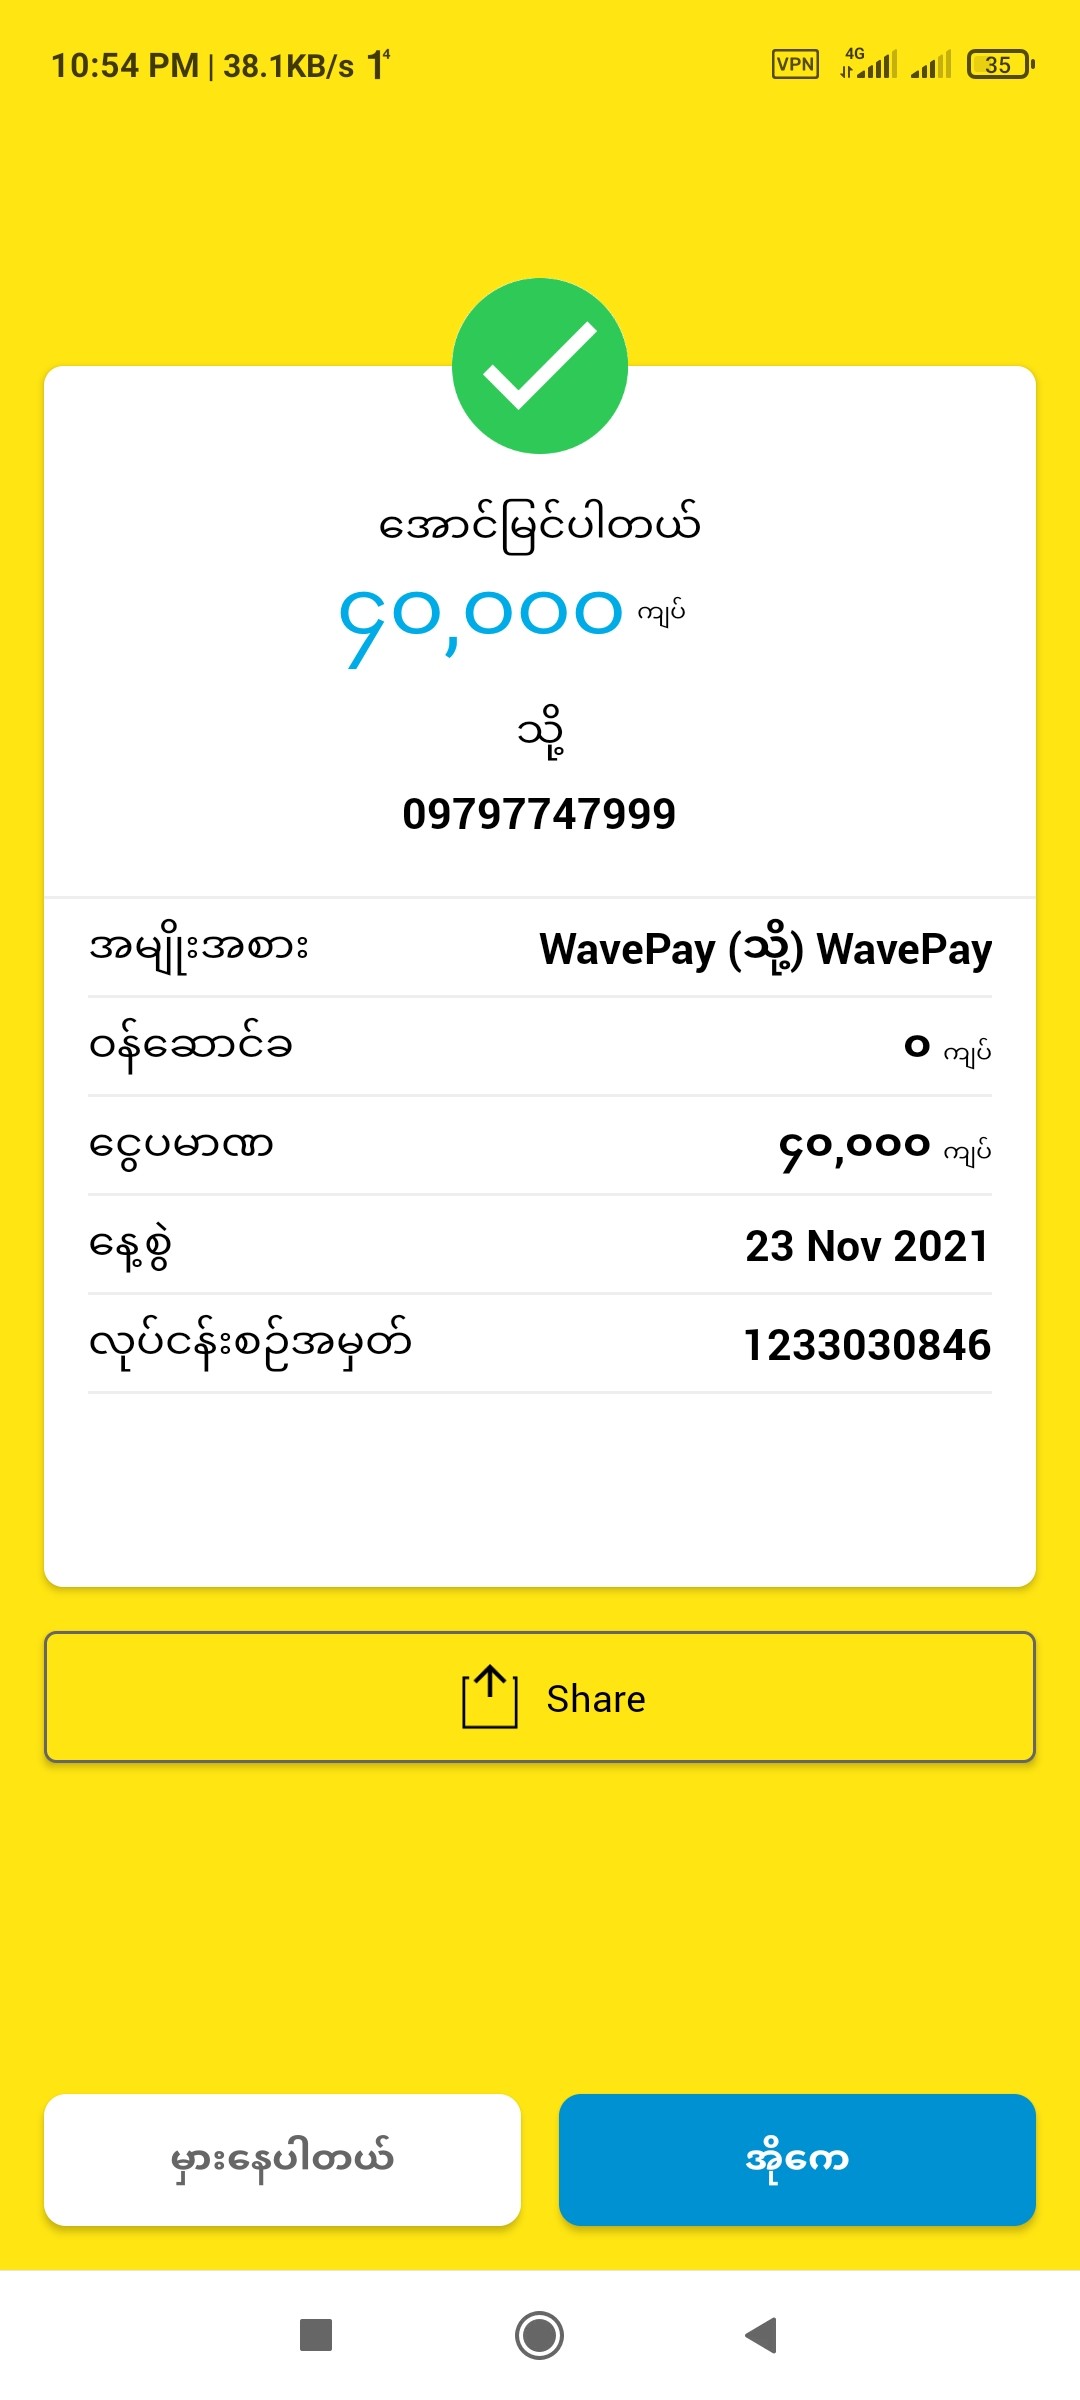 10:54 PM | 38.1KB/s 1⁴ VPN 4G 35
အောင်မြင်ပါတယ်
၄၀,၀၀၀ ကျပ်
သို့
09797747999
အမျိုးအစား WavePay (သို့) WavePay
ဝန်ဆောင်ခ ၀ ကျပ်
ငွေပမာဏ ၄၀,၀၀၀ ကျပ်
နေ့စွဲ 23 Nov 2021
လုပ်ငန်းစဉ်အမှတ် 1233030846
Share
မှားနေပါတယ် အိုကေ